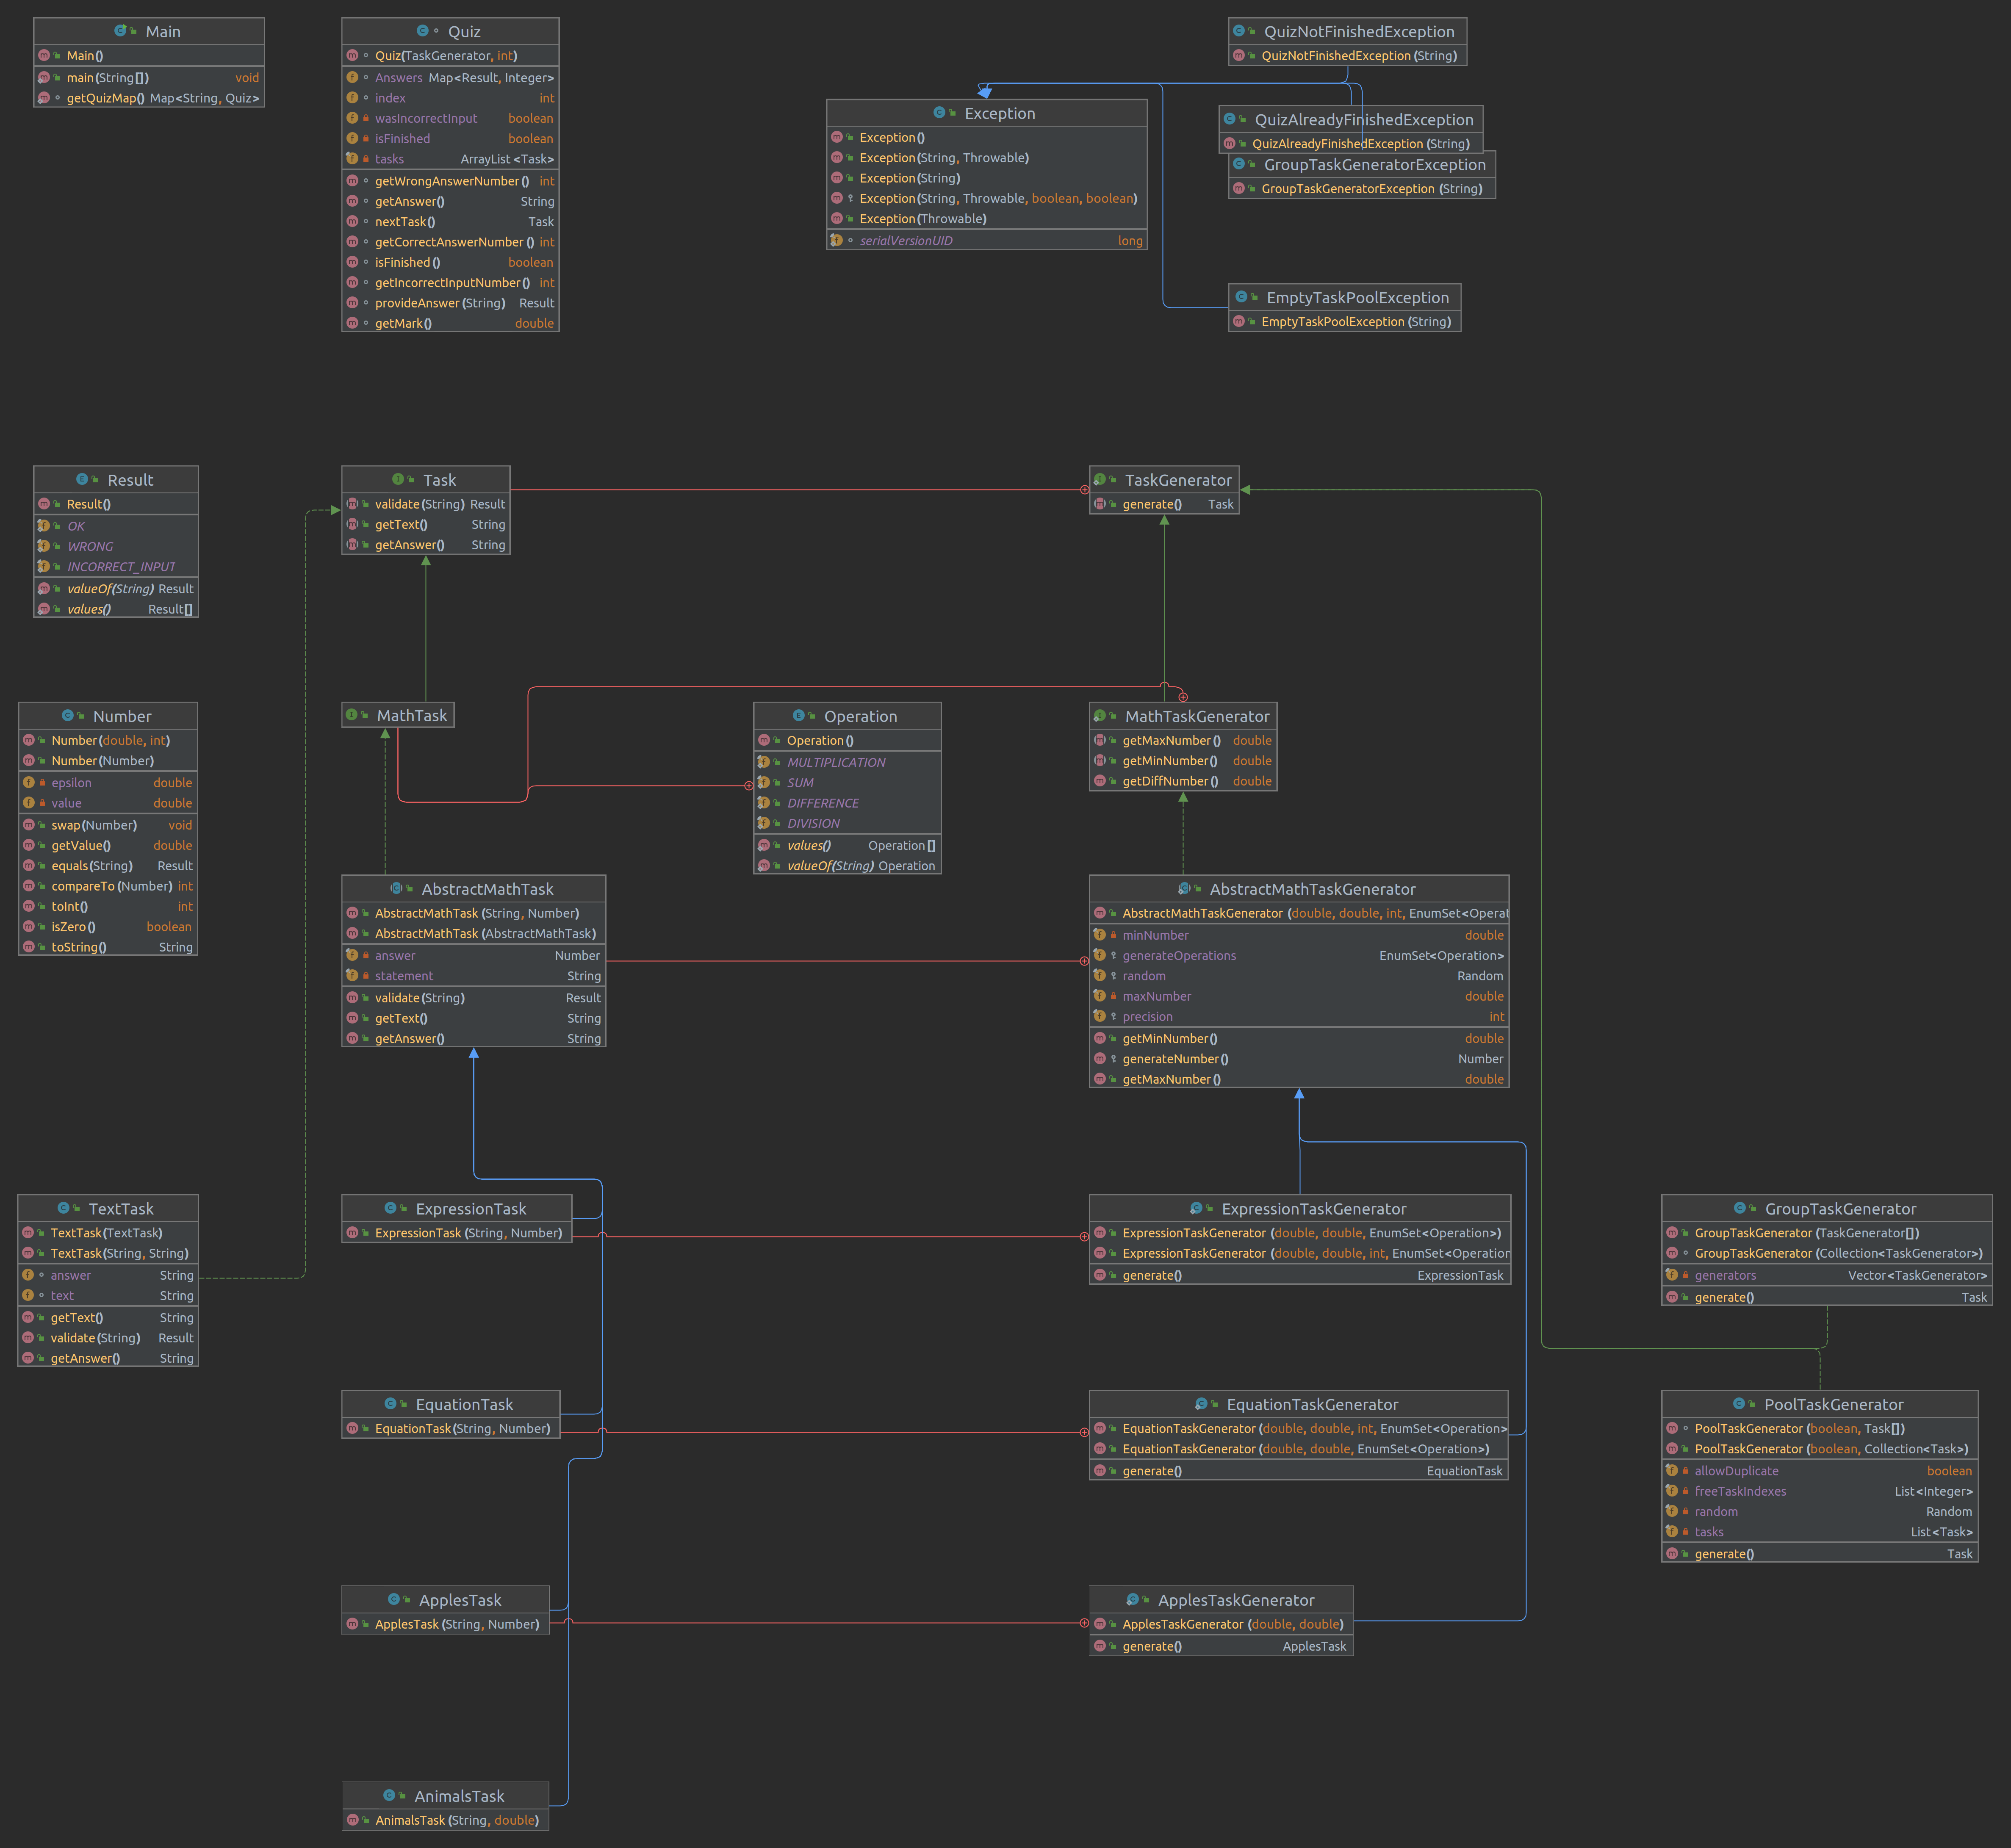 Main
Main()
main(String[]) void
getQuizMap() Map<String, Quiz>
Quiz
Quiz(TaskGenerator, int)
Answers Map<Result, Integer>
index int
wasIncorrectInput boolean
isFinished boolean
tasks ArrayList<Task>
getWrongAnswerNumber() int
getAnswer() String
nextTask() Task
getCorrectAnswerNumber() int
isFinished() boolean
getIncorrectInputNumber() int
provideAnswer(String) Result
getMark() double
Exception
Exception()
Exception(String, Throwable)
Exception(String)
Exception(String, Throwable, boolean, boolean)
Exception(Throwable)
serialVersionUID long
QuizNotFinishedException
QuizNotFinishedException(String)
QuizAlreadyFinishedException
QuizAlreadyFinishedException(String)
GroupTaskGeneratorException
GroupTaskGeneratorException(String)
EmptyTaskPoolException
EmptyTaskPoolException(String)
Result
Result()
OK
WRONG
INCORRECT_INPUT
valueOf(String) Result
values() Result[]
Task
validate(String) Result
getText() String
getAnswer() String
TaskGenerator
generate() Task
Number
Number(double, int)
Number(Number)
epsilon double
value double
swap(Number) void
getValue() double
equals(String) Result
compareTo(Number) int
toInt() int
isZero() boolean
toString() String
MathTask
Operation
Operation()
MULTIPLICATION
SUM
DIFFERENCE
DIVISION
values() Operation[]
valueOf(String) Operation
MathTaskGenerator
getMaxNumber() double
getMinNumber() double
getDiffNumber() double
AbstractMathTask
AbstractMathTask(String, Number)
AbstractMathTask(AbstractMathTask)
answer Number
statement String
validate(String) Result
getText() String
getAnswer() String
AbstractMathTaskGenerator
AbstractMathTaskGenerator(double, double, int, EnumSet<Operat
minNumber double
generateOperations EnumSet<Operation>
random Random
maxNumber double
precision int
getMinNumber() double
generateNumber() Number
getMaxNumber() double
TextTask
TextTask(TextTask)
TextTask(String, String)
answer String
text String
getText() String
validate(String) Result
getAnswer() String
ExpressionTask
ExpressionTask(String, Number)
ExpressionTaskGenerator
ExpressionTaskGenerator(double, double, EnumSet<Operation>)
ExpressionTaskGenerator(double, double, int, EnumSet<Operation
generate() ExpressionTask
GroupTaskGenerator
GroupTaskGenerator(TaskGenerator[])
GroupTaskGenerator(Collection<TaskGenerator>)
generators Vector<TaskGenerator>
generate() Task
EquationTask
EquationTask(String, Number)
EquationTaskGenerator
EquationTaskGenerator(double, double, int, EnumSet<Operation>
EquationTaskGenerator(double, double, EnumSet<Operation>)
generate() EquationTask
PoolTaskGenerator
PoolTaskGenerator(boolean, Task[])
PoolTaskGenerator(boolean, Collection<Task>)
allowDuplicate boolean
freeTaskIndexes List<Integer>
random Random
tasks List<Task>
generate() Task
ApplesTask
ApplesTask(String, Number)
ApplesTaskGenerator
ApplesTaskGenerator(double, double)
generate() ApplesTask
AnimalsTask
AnimalsTask(String, double)